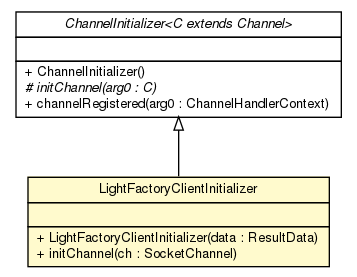 ChannelInitializer<C extends Channel>
+ ChannelInitializer()
# initChannel(arg0 : C)
+ channelRegistered(arg0 : ChannelHandlerContext)
LightFactoryClientInitializer
+ LightFactoryClientInitializer(data : ResultData)
+ initChannel(ch : SocketChannel)